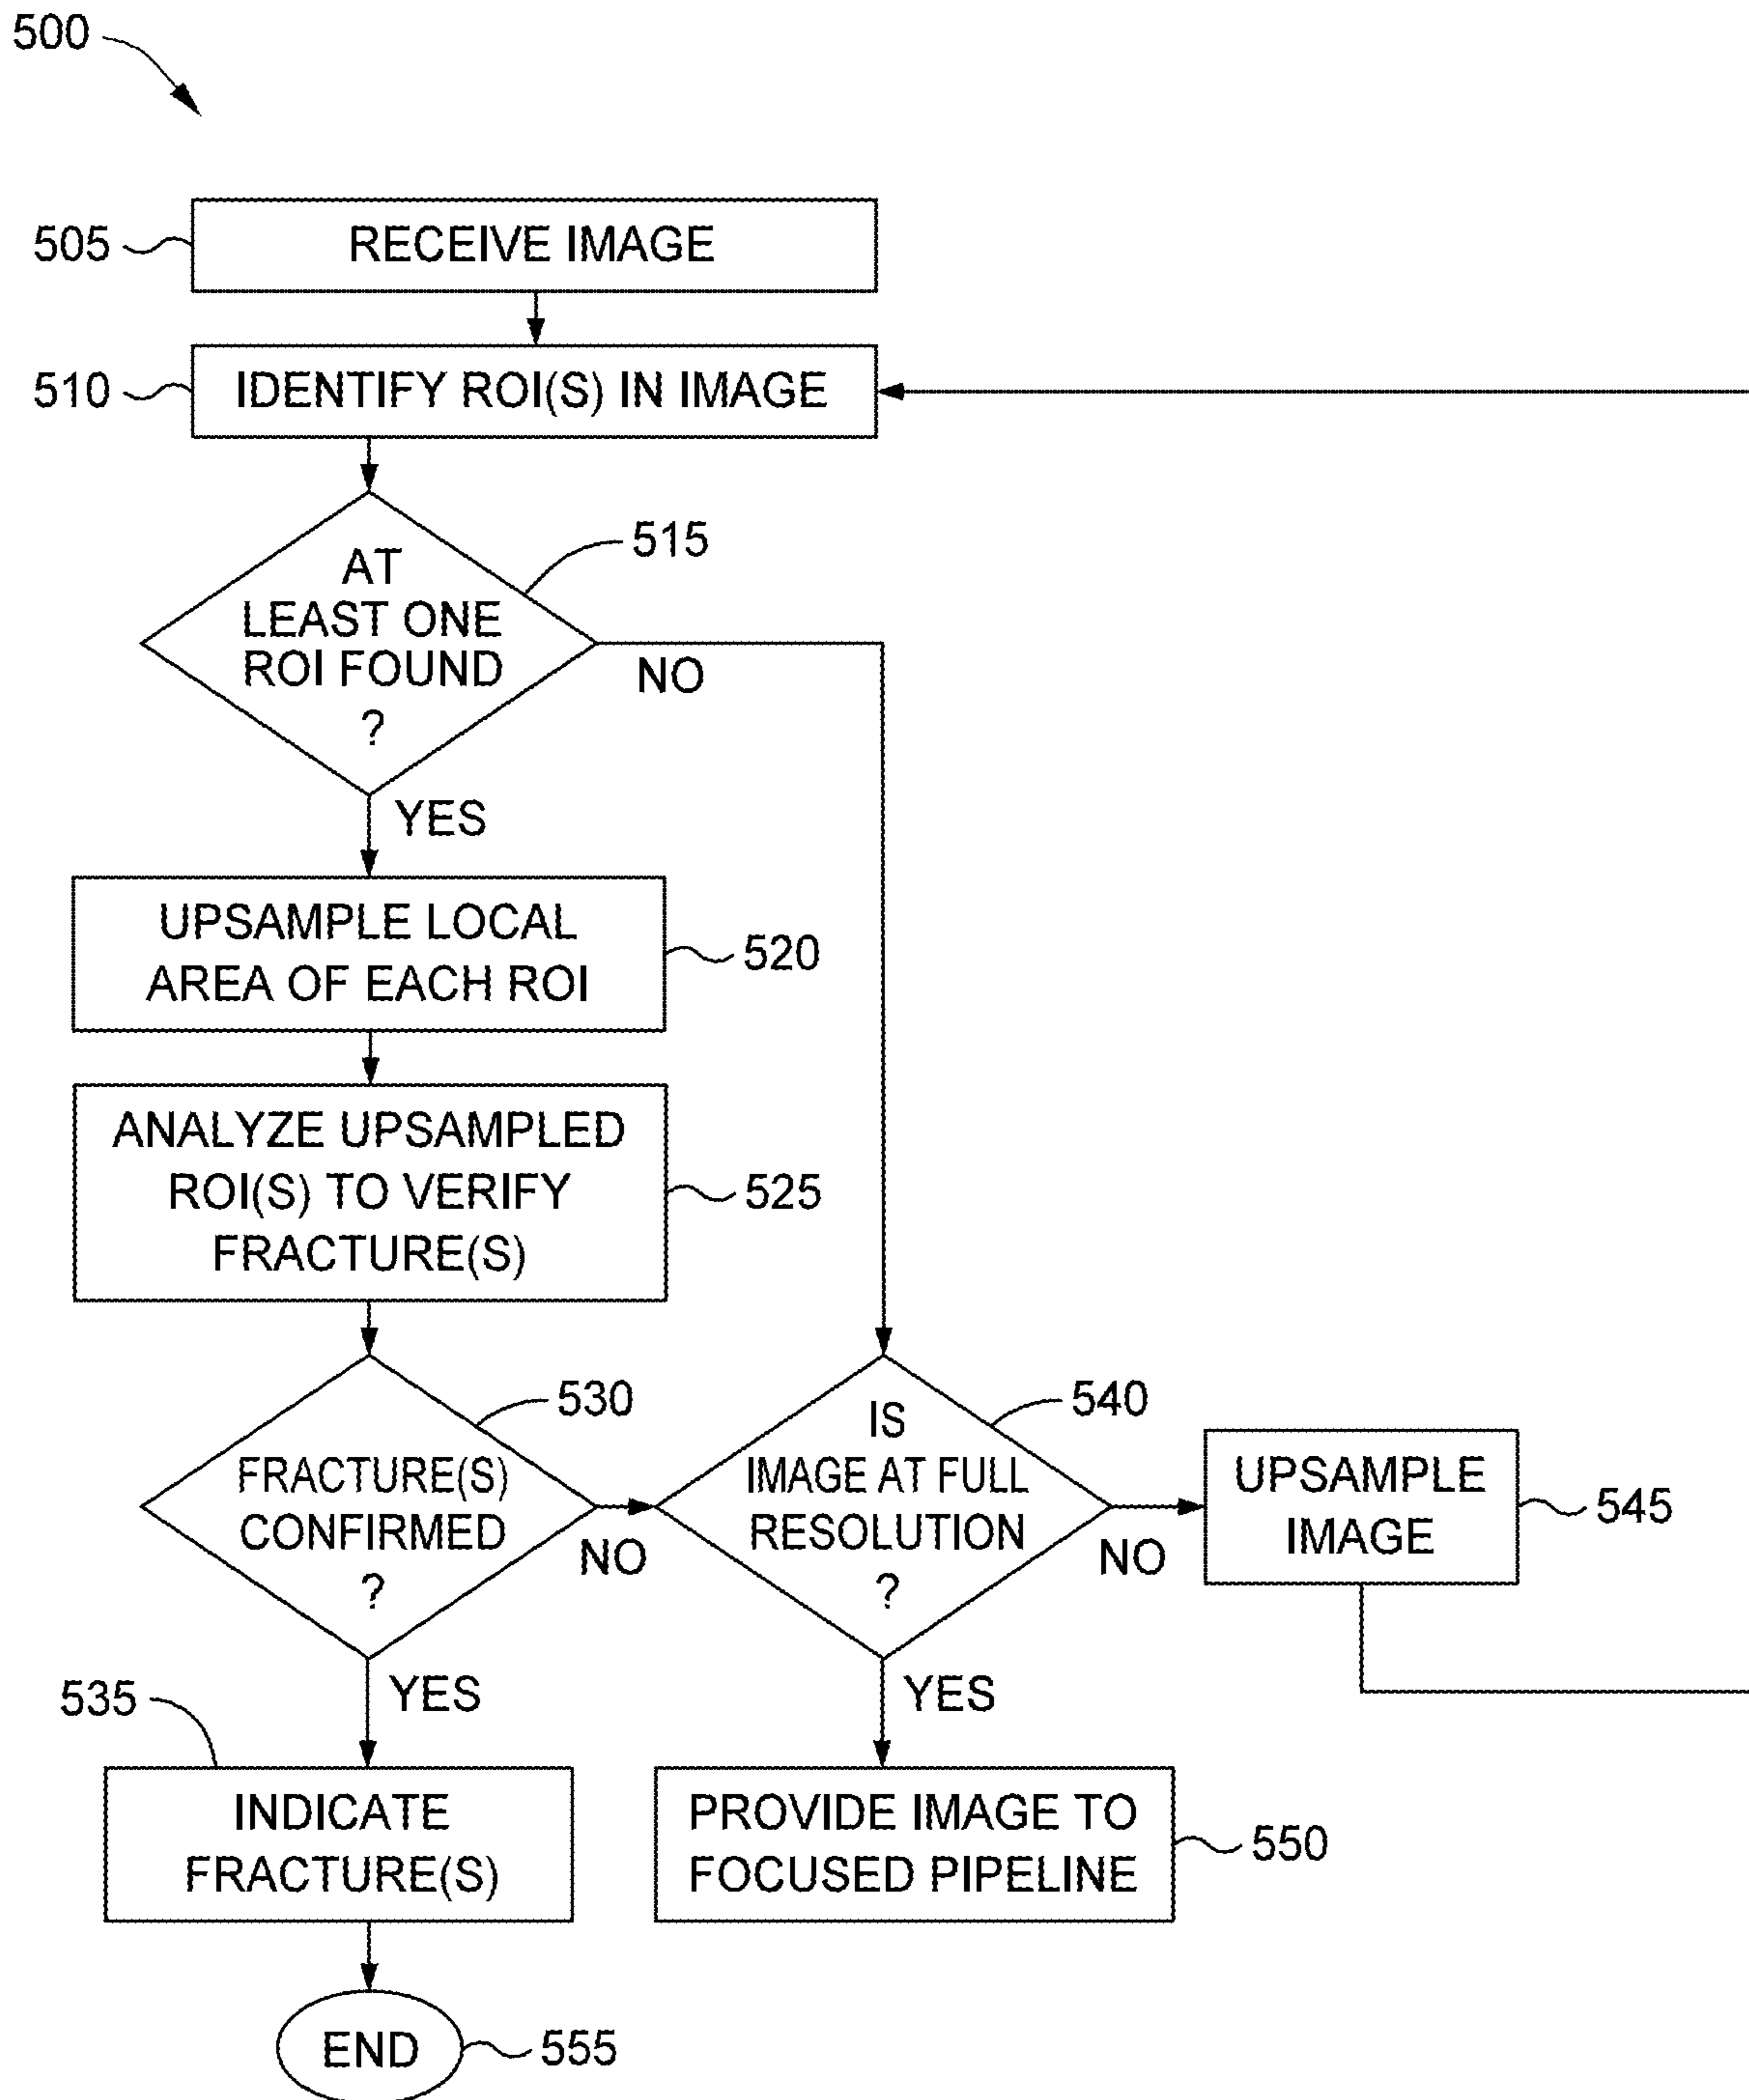 500
505
RECEIVE IMAGE
510
IDENTIFY ROI(S) IN IMAGE
515
AT
LEAST ONE
ROI FOUND
?
NO
YES
UPSAMPLE LOCAL
AREA OF EACH ROI
520
ANALYZE UPSAMPLED
ROI(S) TO VERIFY
FRACTURE(S)
525
530
FRACTURE(S)
CONFIRMED
?
NO
540
IS
IMAGE AT FULL
RESOLUTION
?
NO
UPSAMPLE
IMAGE
545
YES
YES
535
INDICATE
FRACTURE(S)
PROVIDE IMAGE TO
FOCUSED PIPELINE
550
END
555